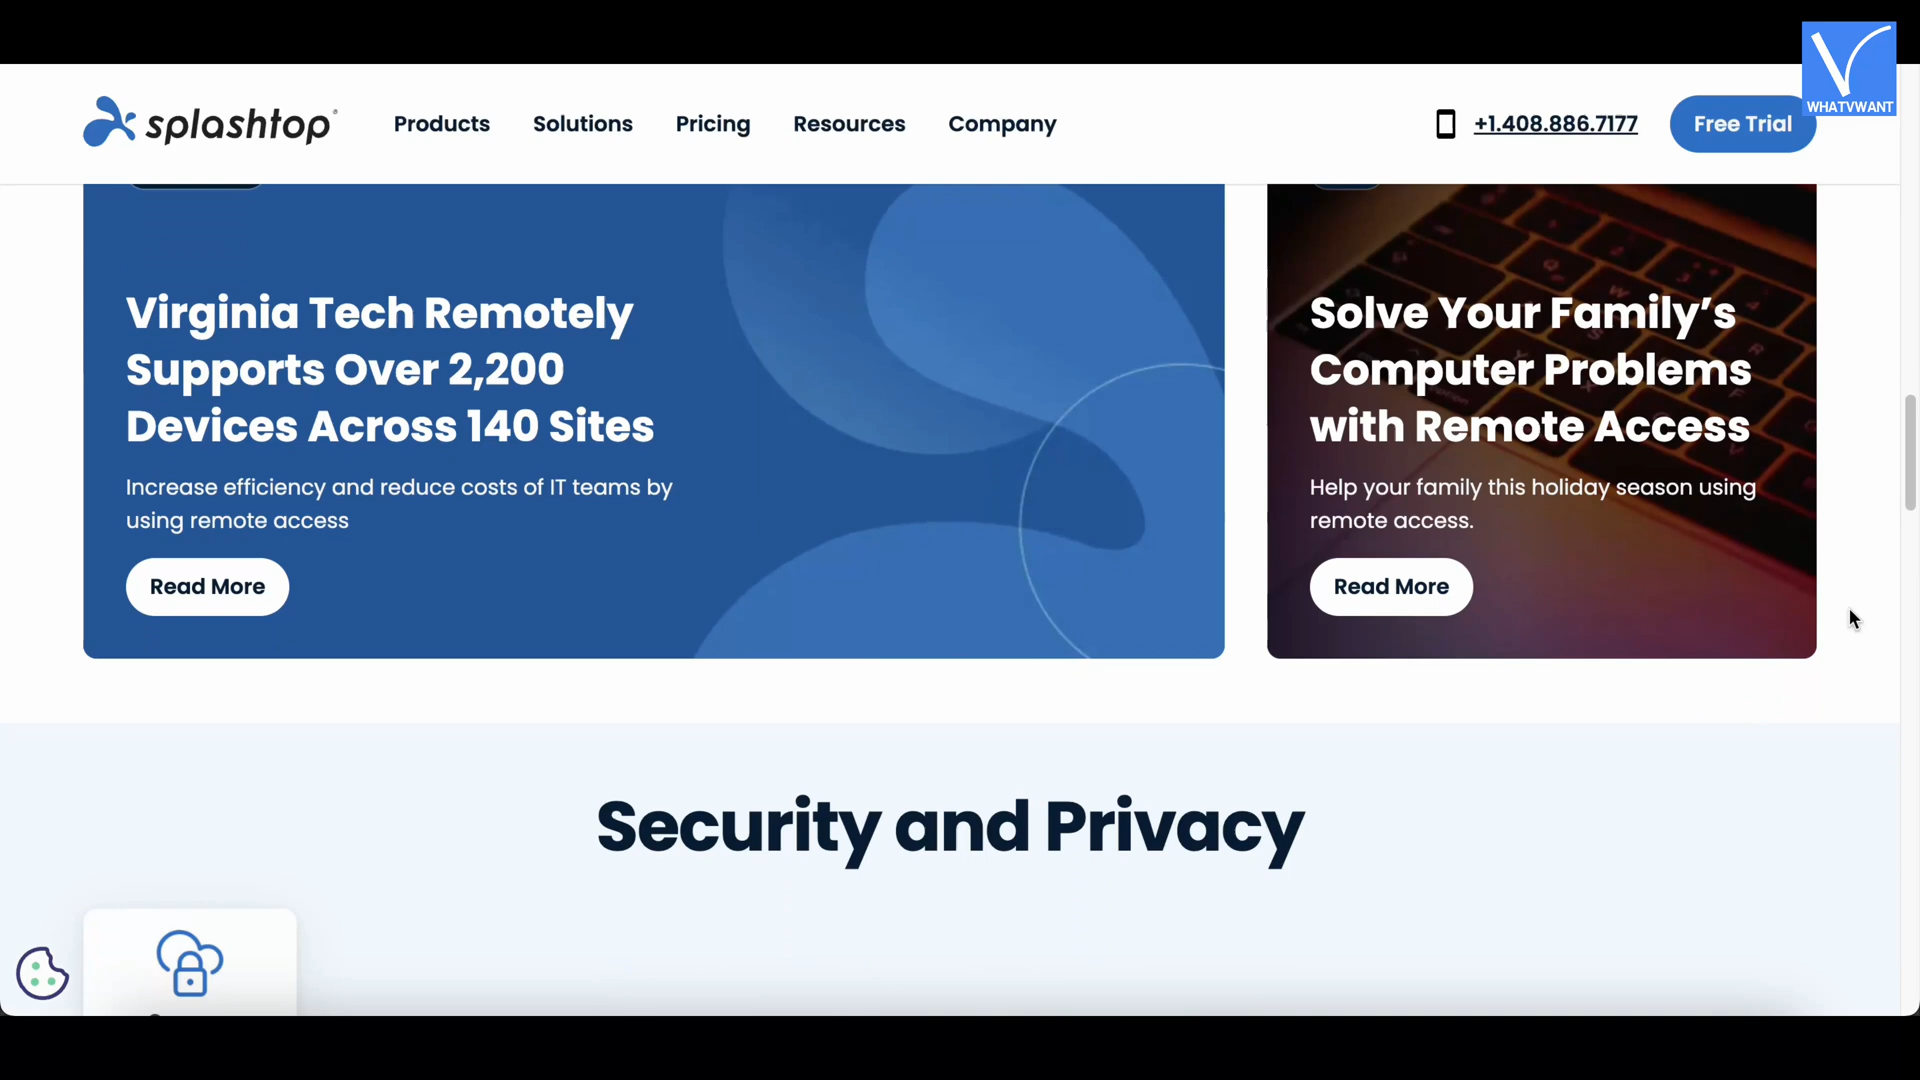 splashtop
Products
Solutions
Pricing
Resources
Company
+1.408.886.7177
Free Trial
WHATVWANT
Virginia Tech Remotely
Supports Over 2,200
Devices Across 140 Sites
Increase efficiency and reduce costs of IT teams by
using remote access
Read More
Solve Your Family’s
Computer Problems
with Remote Access
Help your family this holiday season using
remote access.
Read More
Security and Privacy